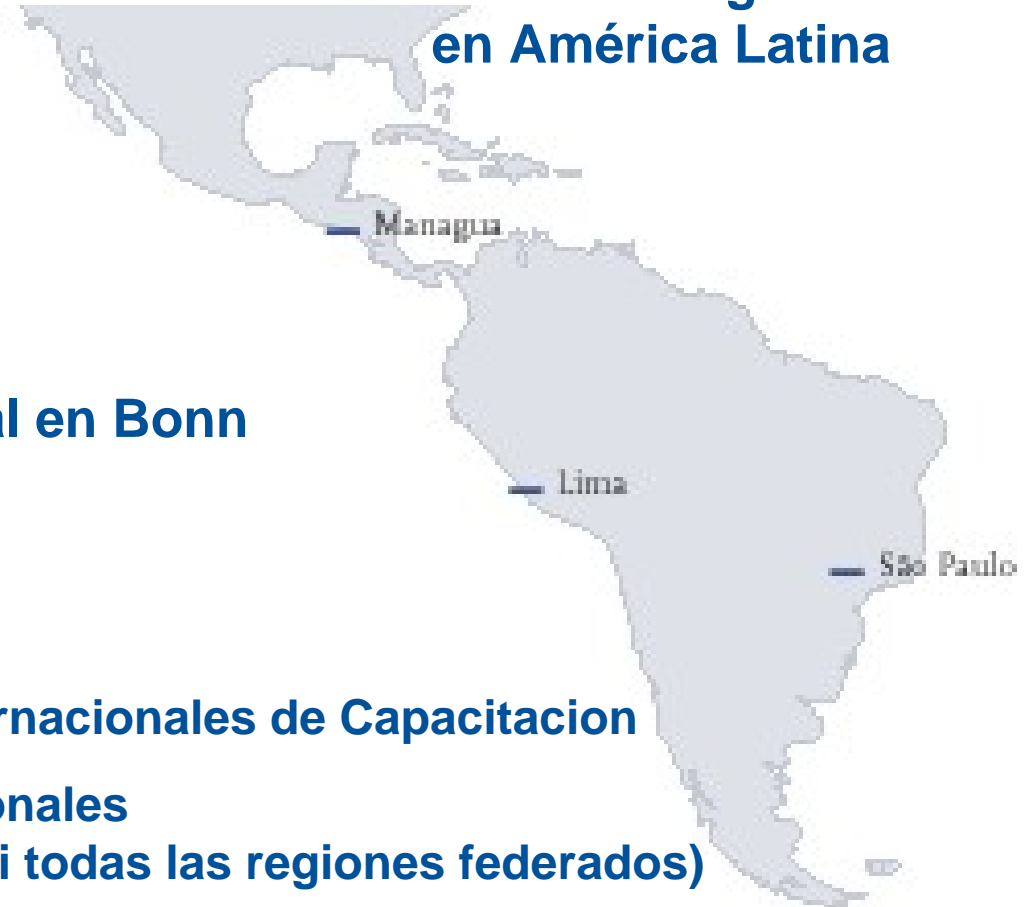 en América Latina
Managua
al en Bonn
Lima
São Paulo
rnacionales de Capacitacion
onales
i todas las regiones federados)